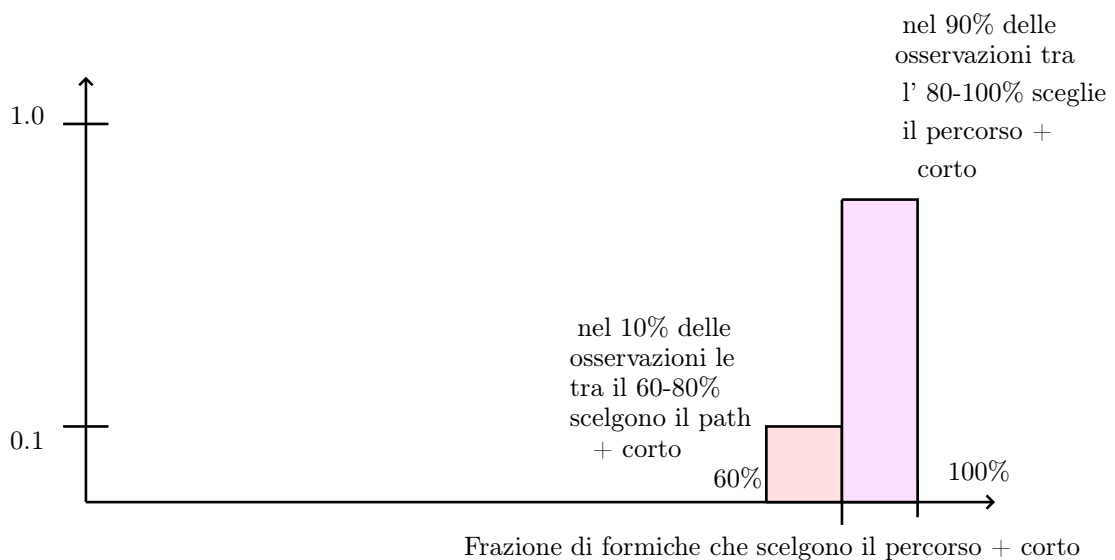 nel 90% delle
osservazioni tra
l' 80-100% sceglie
il percorso +
corto
1.0
nel 10% delle
osservazioni le
tra il 60-80%
scelgono il path
+ corto
0.1
60%
100%
Frazione di formiche che scelgono il percorso + corto